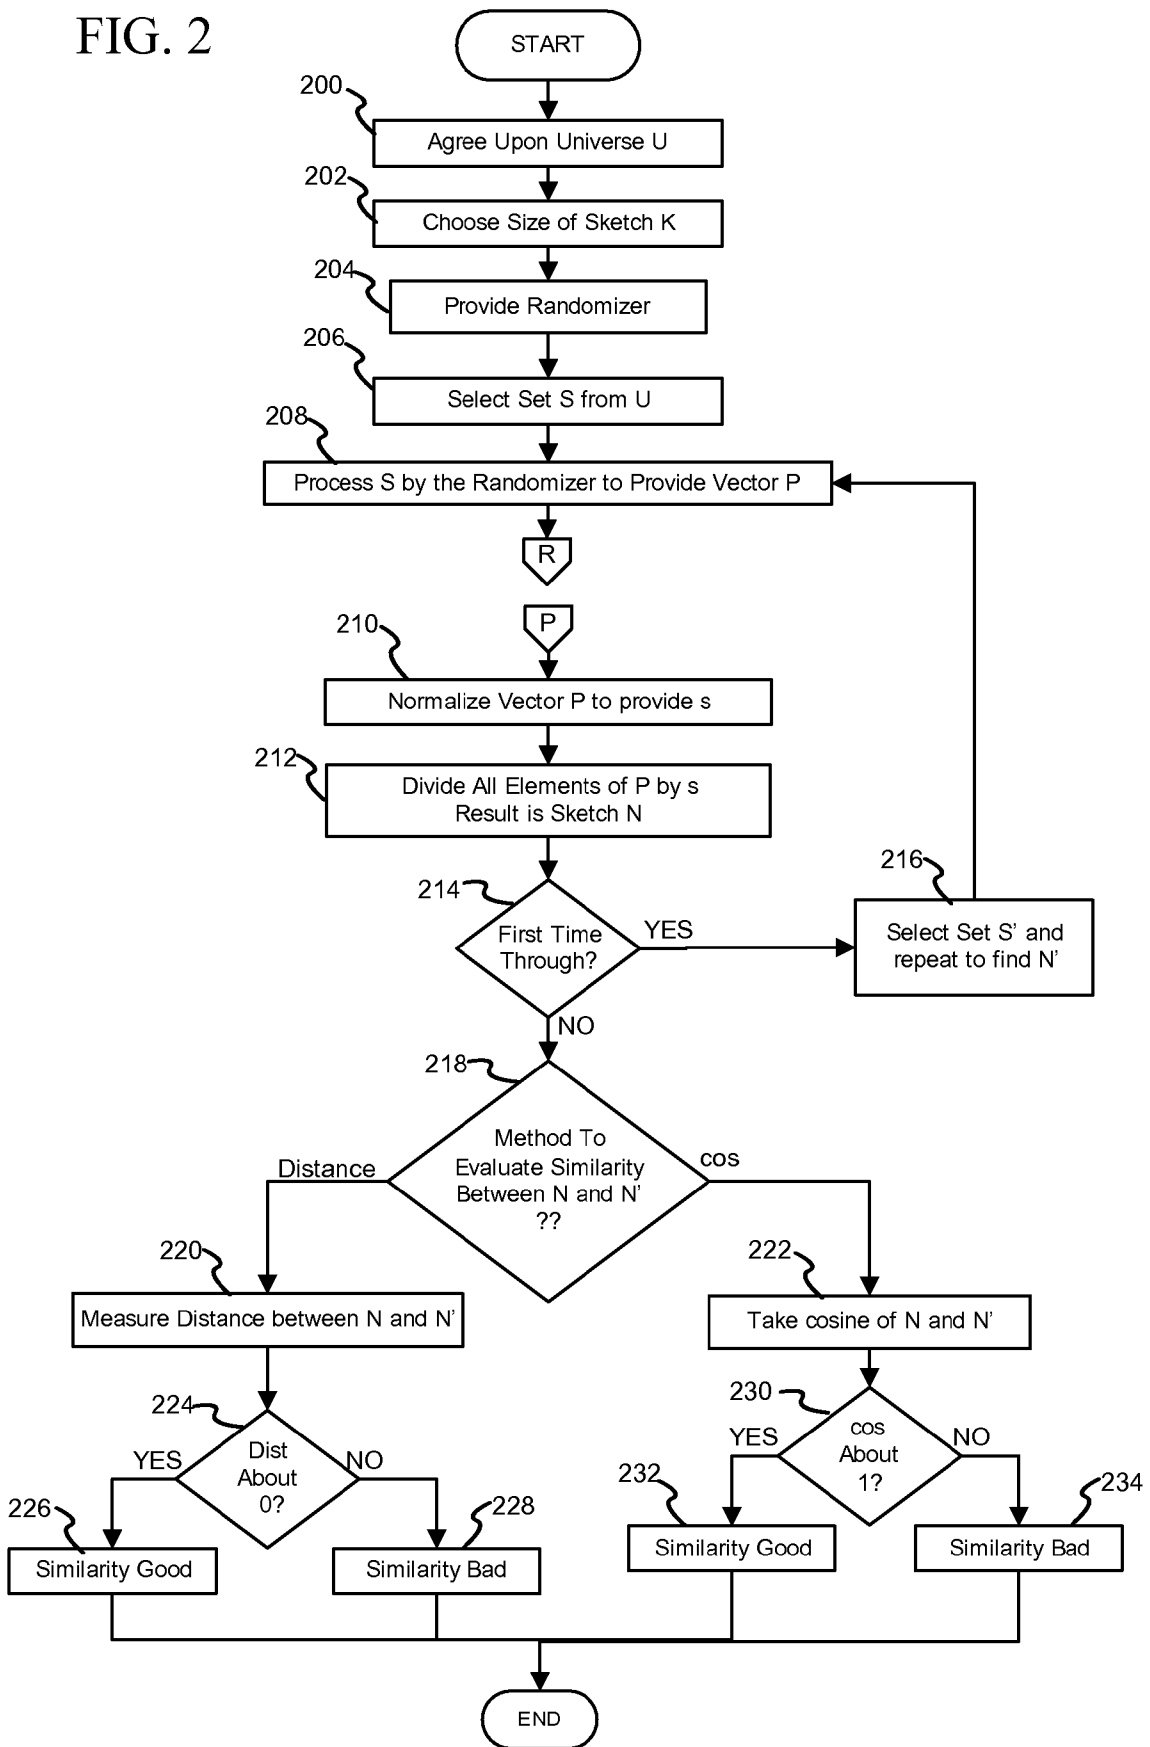 FIG. 2
START
200
Agree Upon Universe U
202
Choose Size of Sketch K
204
Provide Randomizer
206
Select Set S from U
208
Process S by the Randomizer to Provide Vector P
R
P
210
Normalize Vector P to provide s
212
Divide All Elements of P by s
Result is Sketch N
214
First Time
Through?
YES
216
Select Set S' and
repeat to find N'
NO
218
Method To
Evaluate Similarity
Between N and N'
??
Distance
cos
220
Measure Distance between N and N'
222
Take cosine of N and N'
224
Dist
About
0?
YES
NO
230
cos
About
1?
YES
NO
226
Similarity Good
228
Similarity Bad
232
Similarity Good
234
Similarity Bad
END